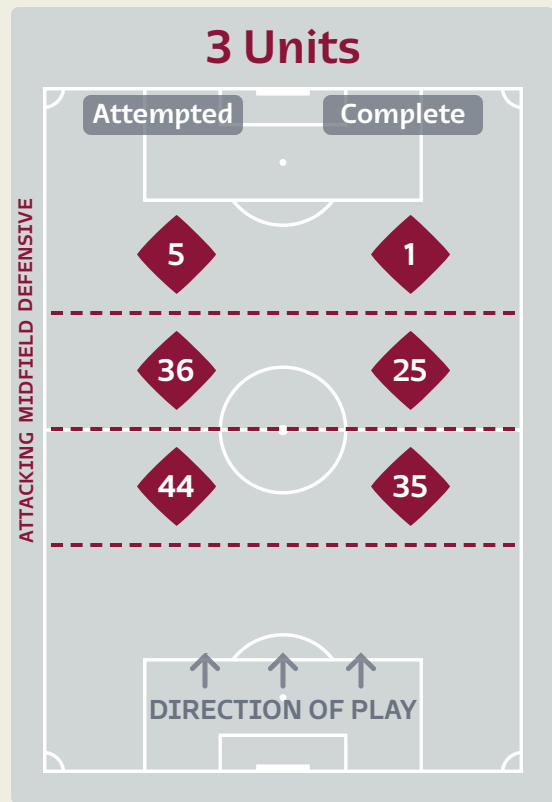 3 Units
Attempted
Complete
ATTACKING MIDFIELD DEFENSIVE
5
1
36
25
44
35
DIRECTION OF PLAY